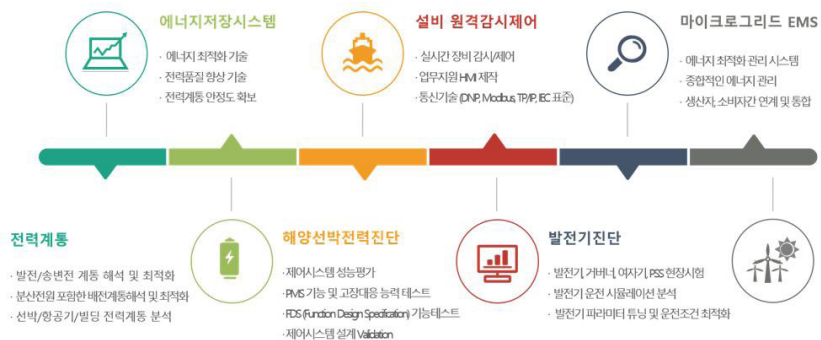 에너지저장시스템
· 에너지 최적화 기술
· 전력품질 향상 기술
· 전력계통 안정도 확보
설비 원격감시제어
· 실시간 장비 감시/제어
· 업무지원 HMI 제작
· 통신기술 (DNP, Modbus, TP/IP, IEC 표준)
마이크로그리드 EMS
· 에너지 최적화 관리 시스템
· 종합적인 에너지 관리
· 생산자, 소비자간 연계 및 통합
전력계통
· 발전/송변전 계통 해석 및 최적화
· 분산전원 포함한 배전계통해석 및 최적화
· 선박/항공기/빌딩 전력계통 분석
해양선박전력진단
· 제어시스템 성능평가
· PMS 기능 및 고장대응 능력 테스트
· FDS (Function Design Specification) 기능테스트
· 제어시스템 설계 Validation
발전기진단
· 발전기, 거버너, 여자기, PSS 현장시험
· 발전기 운전 시뮬레이션 분석
· 발전기 파라미터 튜닝 및 운전조건 최적화